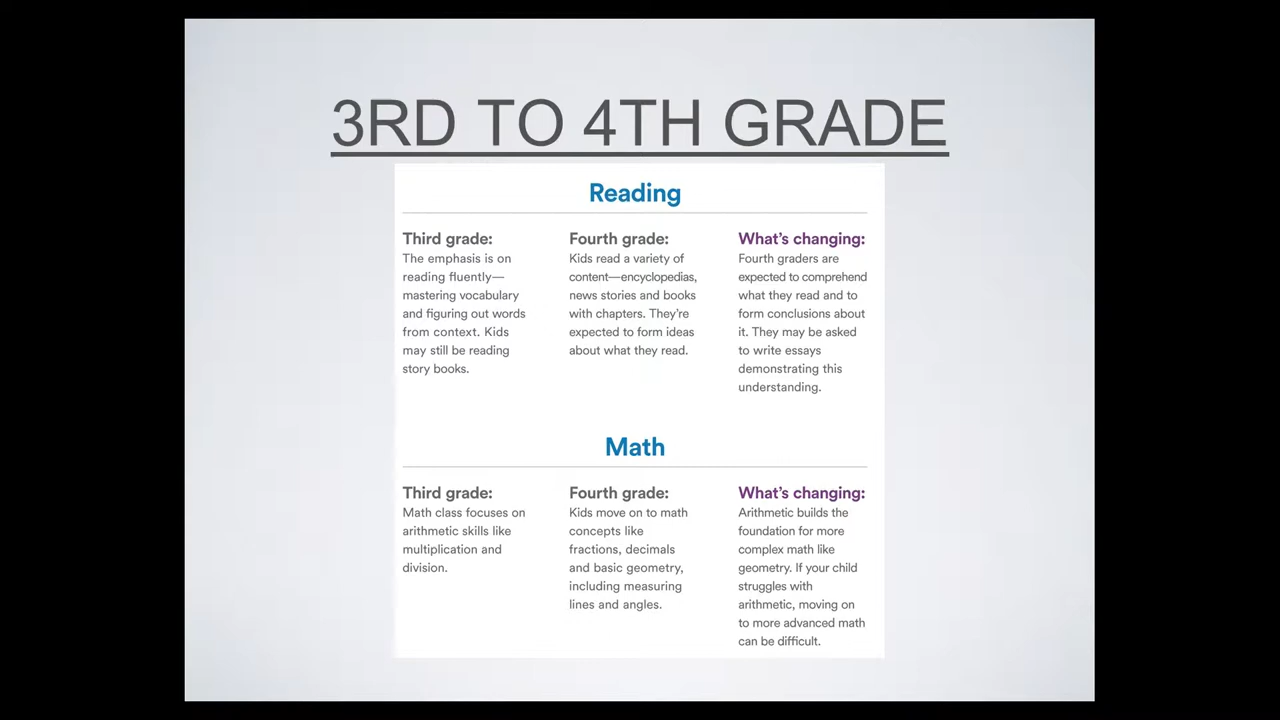 3RD TO 4TH GRADE
Reading
Third grade:
The emphasis is on
reading fluently—
mastering vocabulary
and figuring out words
from context. Kids
may still be reading
story books.
Fourth grade:
Kids read a variety of
content—encyclopedias,
news stories and books
with chapters. They're
expected to form ideas
about what they read.
What's changing:
Fourth graders are
expected to comprehend
what they read and to
form conclusions about
it. They may be asked
to write essays
demonstrating this
understanding.
Math
Third grade:
Math class focuses on
arithmetic skills like
multiplication and
division.
Fourth grade:
Kids move on to math
concepts like
fractions, decimals
and basic geometry,
including measuring
lines and angles.
What's changing:
Arithmetic builds the
foundation for more
complex math like
geometry. If your child
struggles with
arithmetic, moving on
to more advanced math
can be difficult.